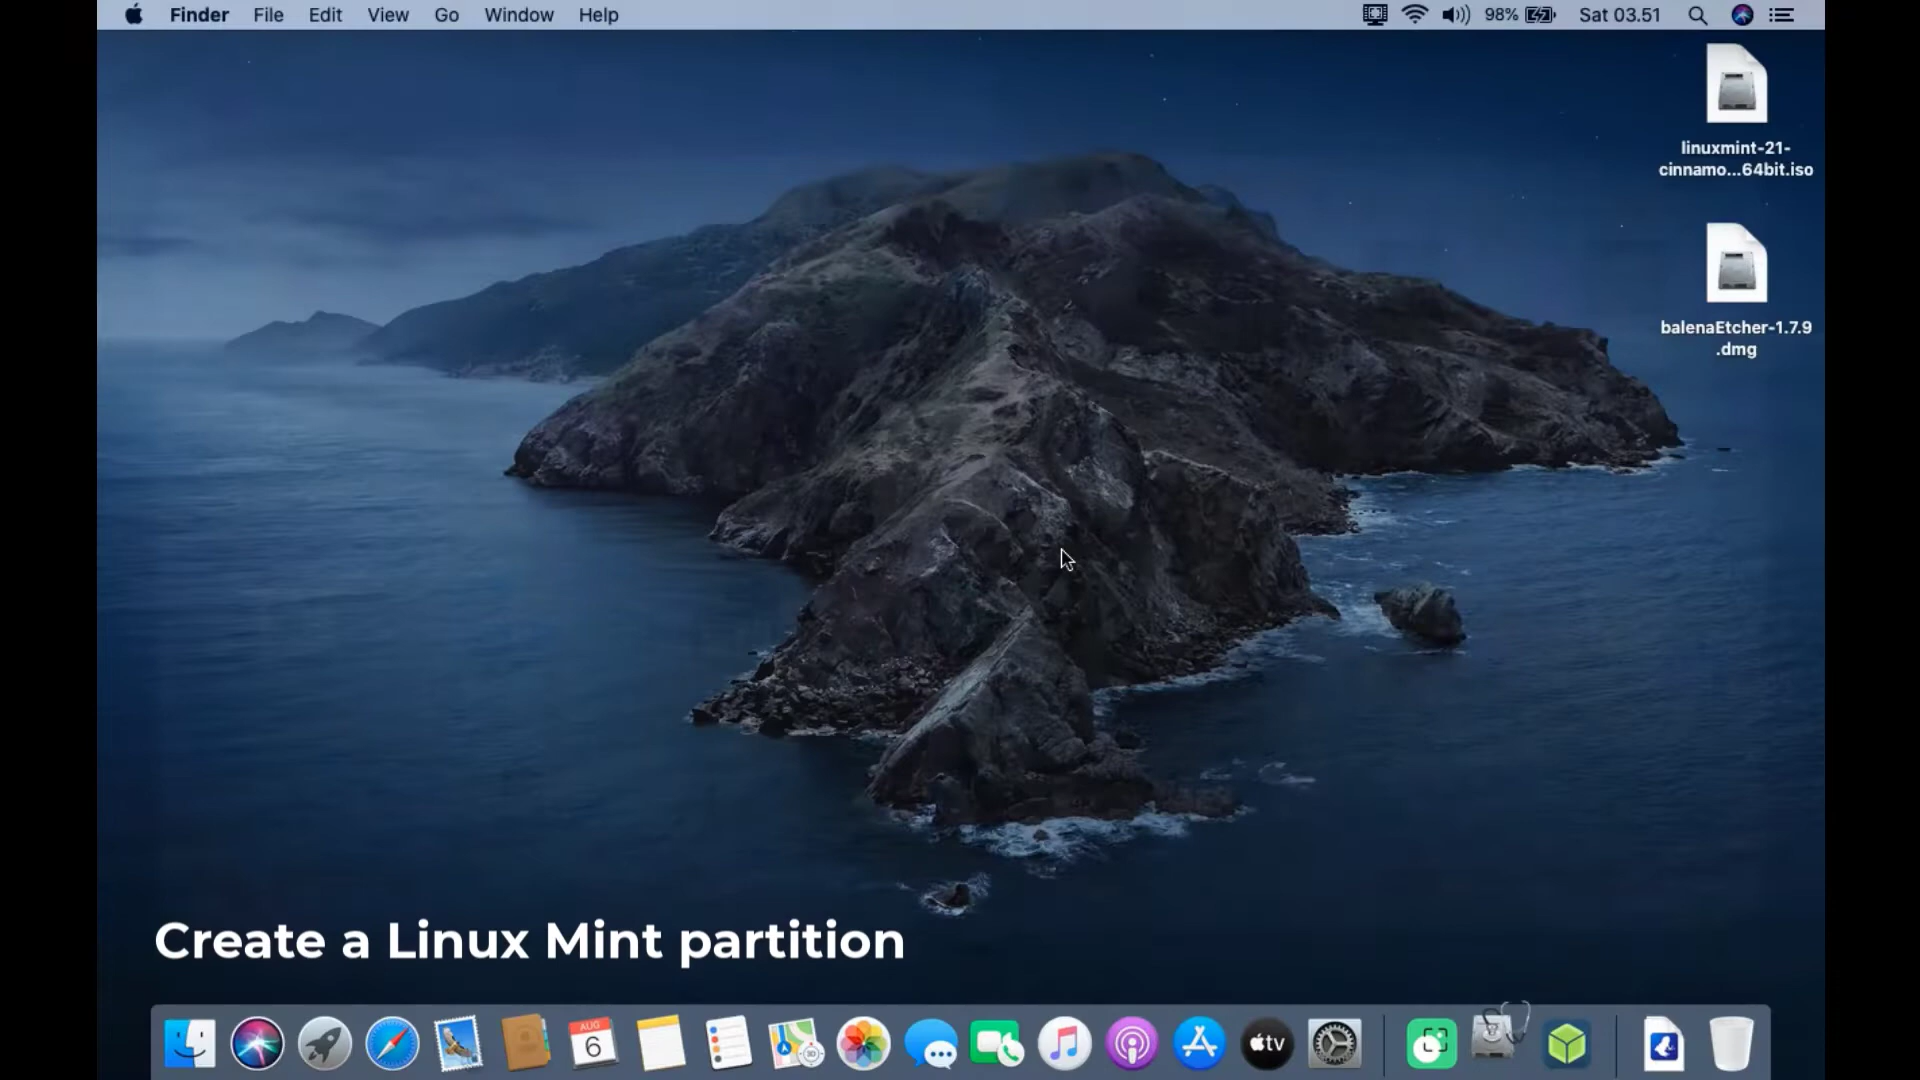 Finder File Edit View Go Window Help 98% Sat 03.51
linuxmint-21-
cinnamo...64bit.iso
balenaEtcher-1.7.9
.dmg
Create a Linux Mint partition
AUG
6
tv